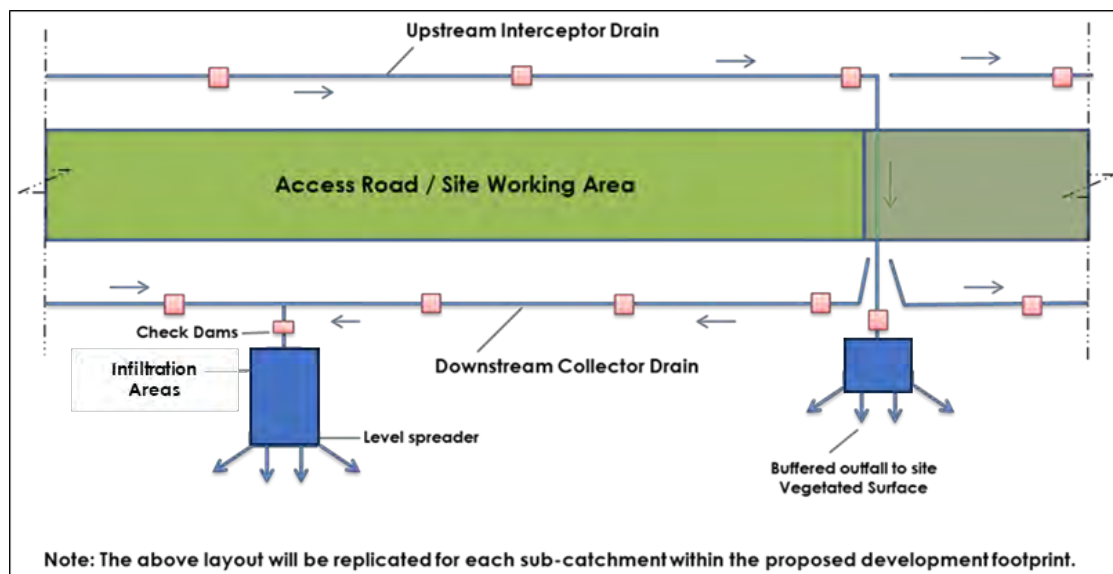 Upstream Interceptor Drain
Access Road / Site Working Area
Check Dams
Infiltration
Areas
Downstream Collector Drain
Level spreader
Buffered outfall to site
Vegetated Surface
Note: The above layout will be replicated for each sub-catchment within the proposed development footprint.